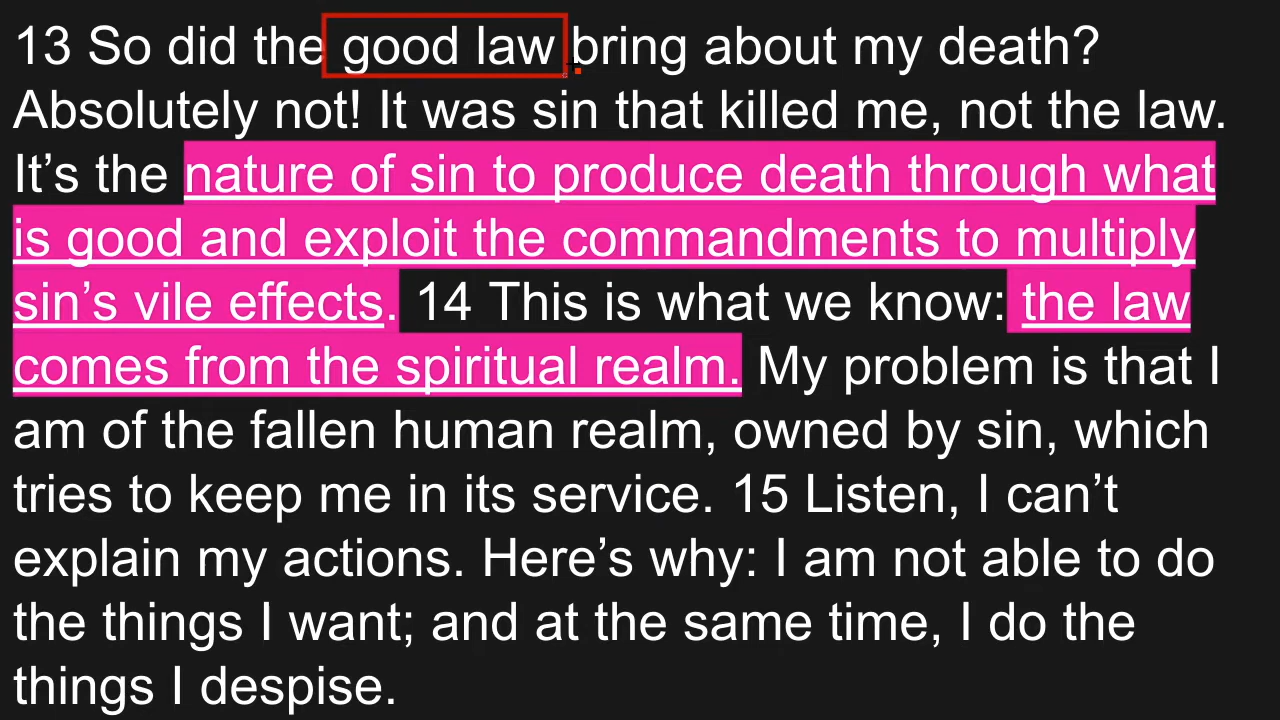 13 So did the good law bring about my death?
Absolutely not! It was sin that killed me, not the law.
It’s the nature of sin to produce death through what
is good and exploit the commandments to multiply
sin’s vile effects. 14 This is what we know: the law
comes from the spiritual realm. My problem is that I
am of the fallen human realm, owned by sin, which
tries to keep me in its service. 15 Listen, I can’t
explain my actions. Here’s why: I am not able to do
the things I want; and at the same time, I do the
things I despise.